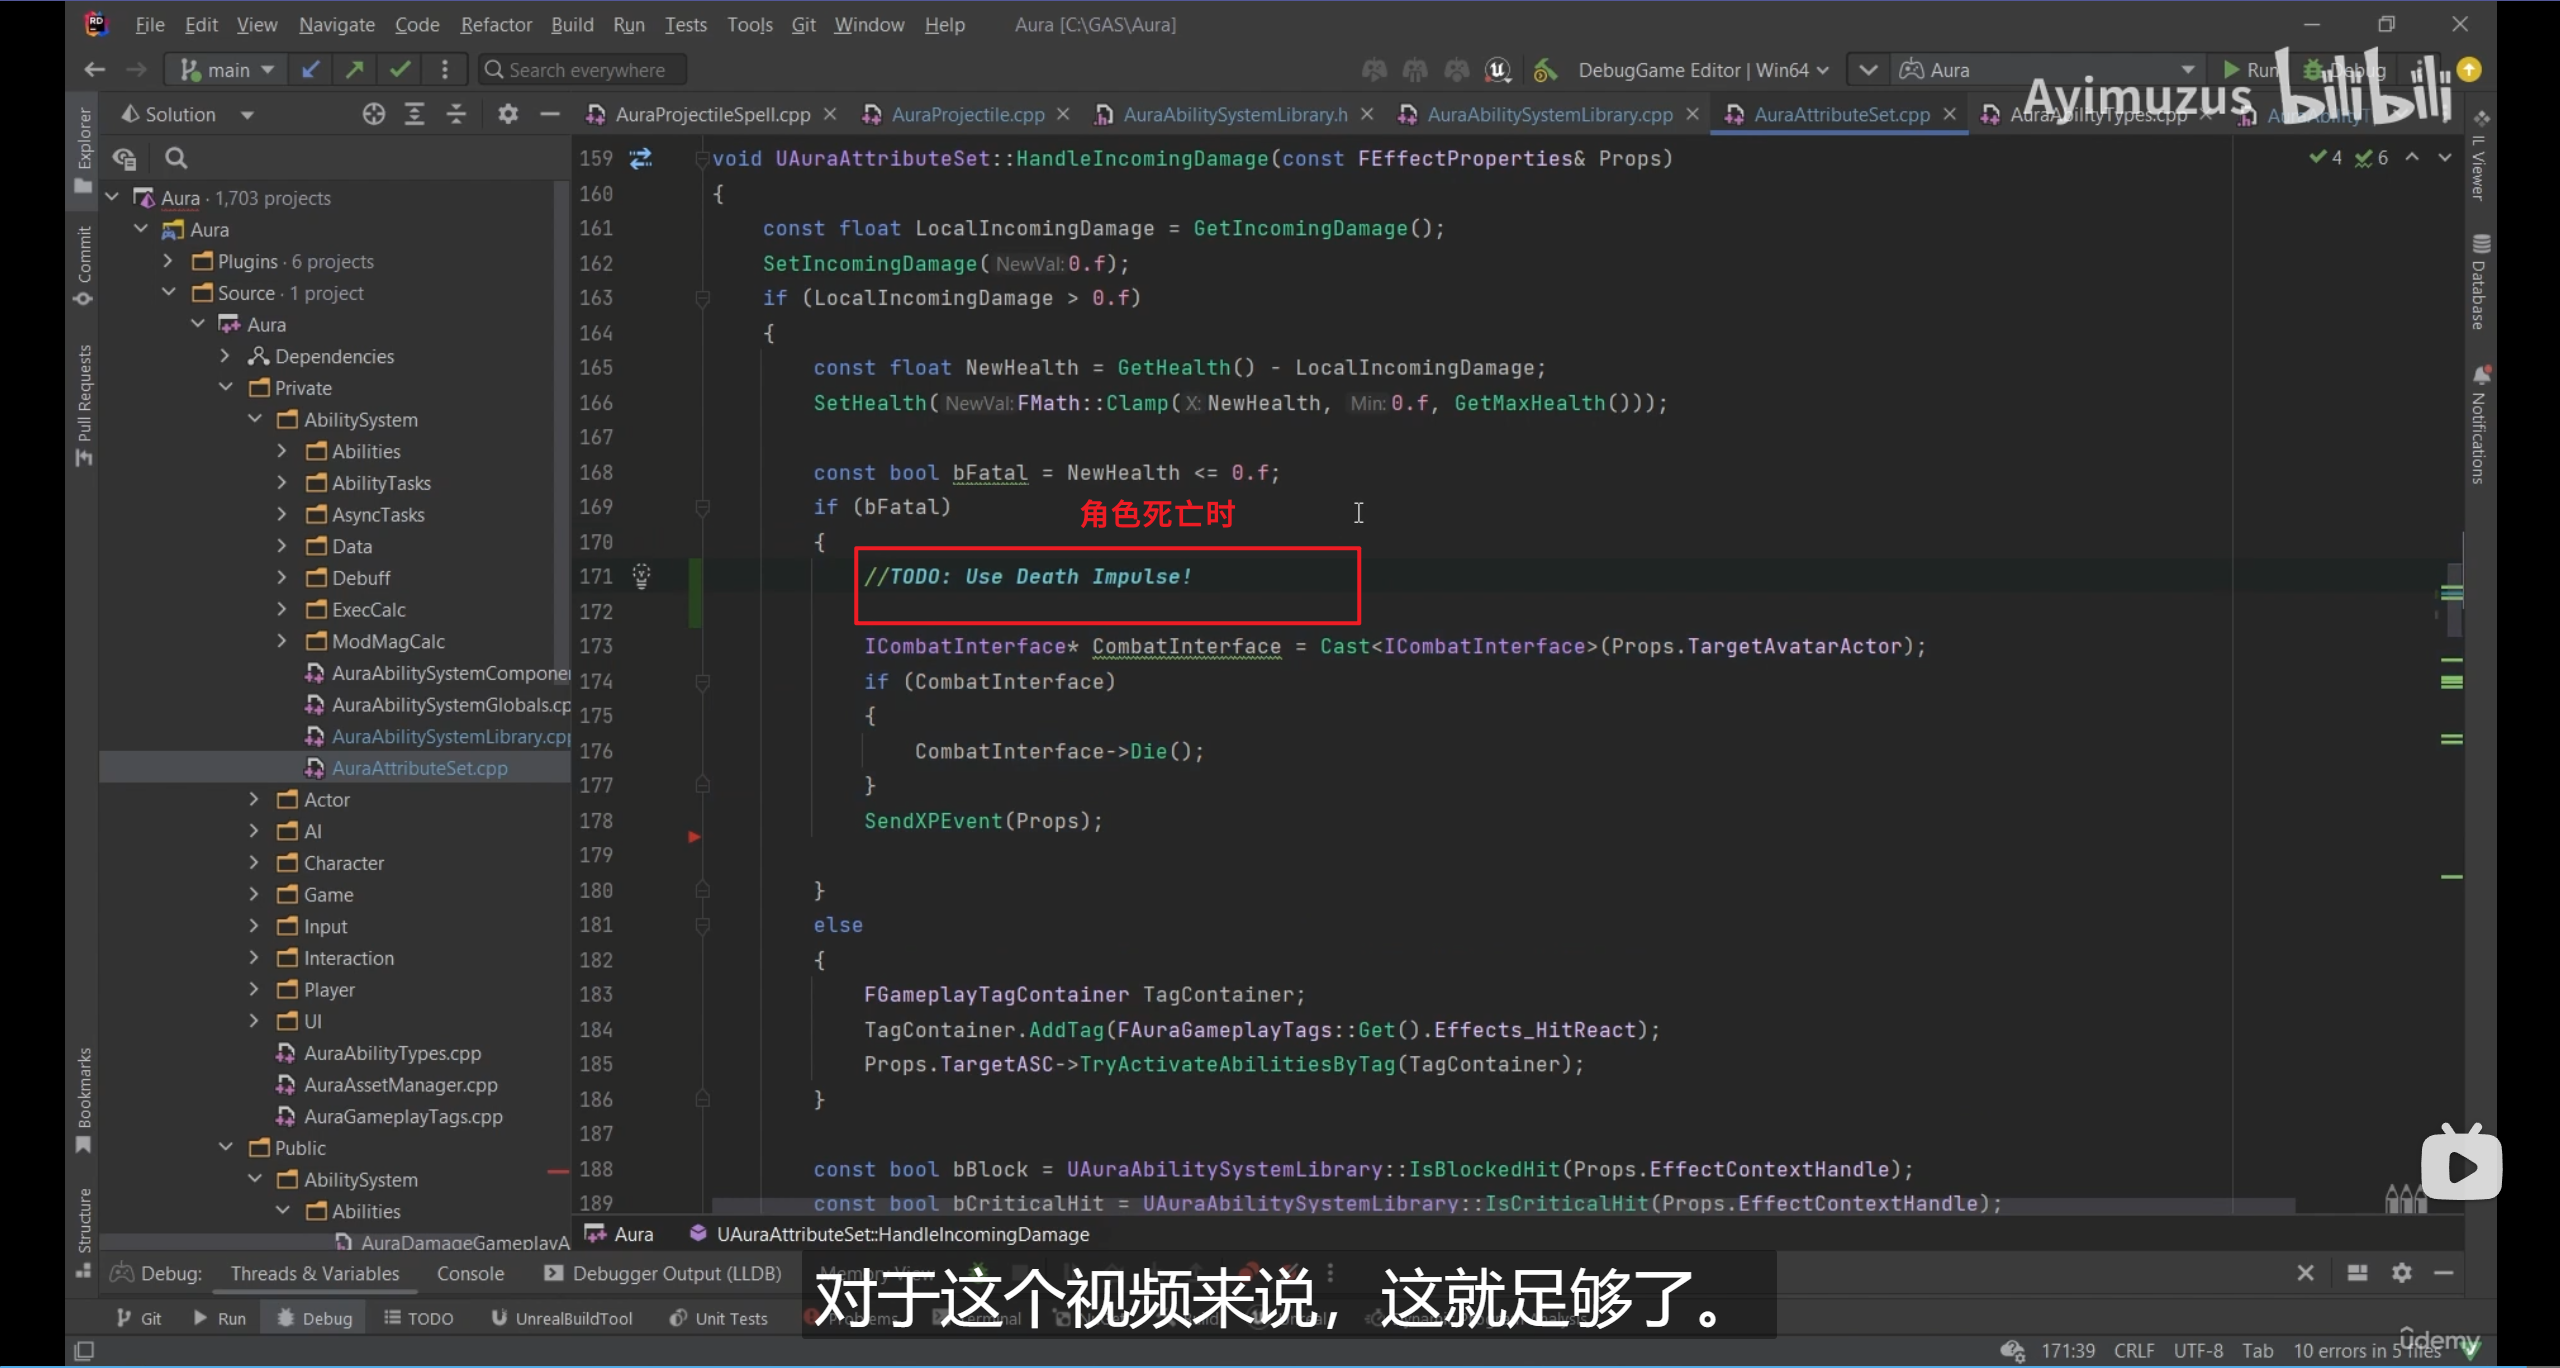 File Edit View Navigate Code Refactor Build Run Tests Tools Git Window Help Aura [C:\GAS\Aura]
main Search everywhere DebugGame Editor | Win64 Aura Run Debug
Ayimuzus bilibili
Solution AuraProjectileSpell.cpp AuraProjectile.cpp AuraAbilitySystemLibrary.h AuraAbilitySystemLibrary.cpp AuraAttributeSet.cpp AuraAbilityTypes.cpp
Explorer
Commit
Pull Requests
Bookmarks
Structure
Aura · 1,703 projects
Aura
Plugins · 6 projects
Source · 1 project
Aura
Dependencies
Private
AbilitySystem
Abilities
AbilityTasks
AsyncTasks
Data
Debuff
ExecCalc
ModMagCalc
AuraAbilitySystemCompone
AuraAbilitySystemGlobals.cp
AuraAbilitySystemLibrary.cp
AuraAttributeSet.cpp
Actor
AI
Character
Game
Input
Interaction
Player
UI
AuraAbilityTypes.cpp
AuraAssetManager.cpp
AuraGameplayTags.cpp
Public
AbilitySystem
Abilities
AuraDamageGameplayA
159 void UAuraAttributeSet::HandleIncomingDamage(const FEffectProperties& Props)
160 {
161 const float LocalIncomingDamage = GetIncomingDamage();
162 SetIncomingDamage( NewVal: 0.f);
163 if (LocalIncomingDamage > 0.f)
164 {
165 const float NewHealth = GetHealth() - LocalIncomingDamage;
166 SetHealth( NewVal: FMath::Clamp( X: NewHealth, Min: 0.f, GetMaxHealth()));
167
168 const bool bFatal = NewHealth <= 0.f;
169 if (bFatal)
角色死亡时
170 {
171 //TODO: Use Death Impulse!
172
173 ICombatInterface* CombatInterface = Cast<ICombatInterface>(Props.TargetAvatarActor);
174 if (CombatInterface)
175 {
176 CombatInterface->Die();
177 }
178 SendXPEvent(Props);
179
180 }
181 else
182 {
183 FGameplayTagContainer TagContainer;
184 TagContainer.AddTag(FAuraGameplayTags::Get().Effects_HitReact);
185 Props.TargetASC->TryActivateAbilitiesByTag(TagContainer);
186 }
187
188 const bool bBlock = UAuraAbilitySystemLibrary::IsBlockedHit(Props.EffectContextHandle);
189 const bool bCriticalHit = UAuraAbilitySystemLibrary::IsCriticalHit(Props.EffectContextHandle);
4 6
IL Viewer
Database
Notifications
Aura UAuraAttributeSet::HandleIncomingDamage
Debug: Threads & Variables Console Debugger Output (LLDB) Memory View
对于这个视频来说，这就足够了。
Git Run Debug TODO UnrealBuildTool Unit Tests Problems
171:39 CRLF UTF-8 Tab 10 errors in 5 files
udemy